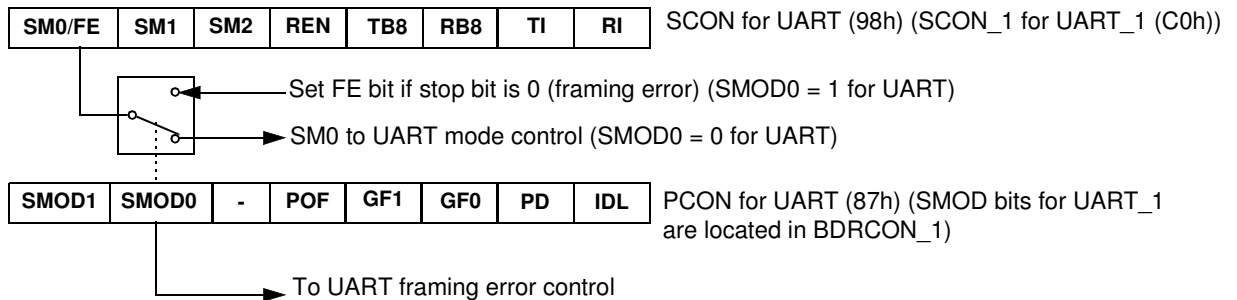 SM0/FE SM1 SM2 REN TB8 RB8 TI RI SCON for UART (98h) (SCON_1 for UART_1 (C0h))
Set FE bit if stop bit is 0 (framing error) (SMOD0 = 1 for UART)
SM0 to UART mode control (SMOD0 = 0 for UART)
SMOD1 SMOD0 - POF GF1 GF0 PD IDL PCON for UART (87h) (SMOD bits for UART_1
are located in BDRCON_1)
To UART framing error control